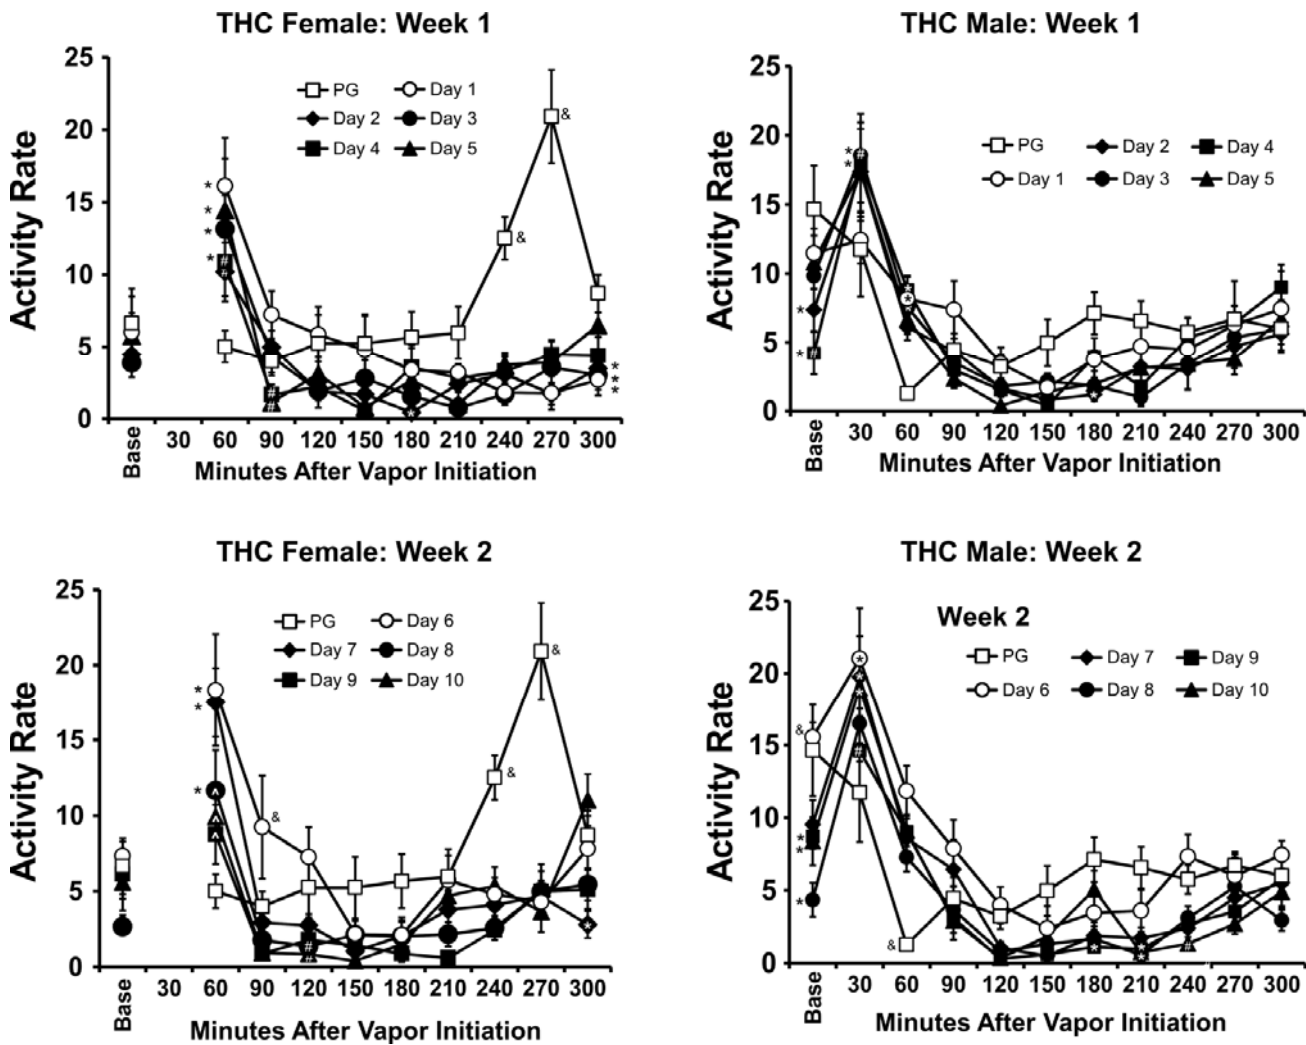 THC Female: Week 1
25
20
15
10
5
0
Activity Rate
PG
Day 1
Day 2
Day 3
Day 4
Day 5
*
*
*
*
#
#
#
#
*
&
&
*
*
*
Base 30 60 90 120 150 180 210 240 270 300
Minutes After Vapor Initiation
THC Male: Week 1
25
20
15
10
5
0
Activity Rate
PG
Day 2
Day 4
Day 1
Day 3
Day 5
*
*
*
*
#
#
*
*
*
Base 30 60 90 120 150 180 210 240 270 300
Minutes After Vapor Initiation
THC Female: Week 2
25
20
15
10
5
0
Activity Rate
PG
Day 6
Day 7
Day 8
Day 9
Day 10
*
*
*
&
#
&
&
*
Base 30 60 90 120 150 180 210 240 270 300
Minutes After Vapor Initiation
THC Male: Week 2
25
20
15
10
5
0
Activity Rate
Week 2
PG
Day 7
Day 9
Day 6
Day 8
Day 10
&
*
*
*
*
*
*
#
&
*
*
*
#
Base 30 60 90 120 150 180 210 240 270 300
Minutes After Vapor Initiation